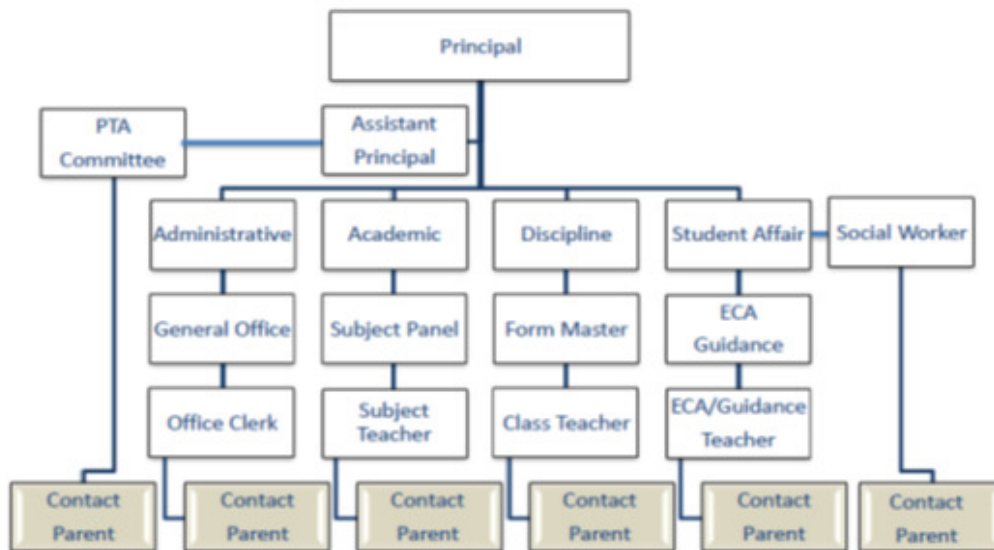 Principal
PTA
Committee
Assistant
Principal
Administrative
Academic
Discipline
Student Affair
Social Worker
General Office
Subject Panel
Form Master
ECA
Guidance
Office Clerk
Subject
Teacher
Class Teacher
ECA/Guidance
Teacher
Contact
Parent
Contact
Parent
Contact
Parent
Contact
Parent
Contact
Parent
Contact
Parent